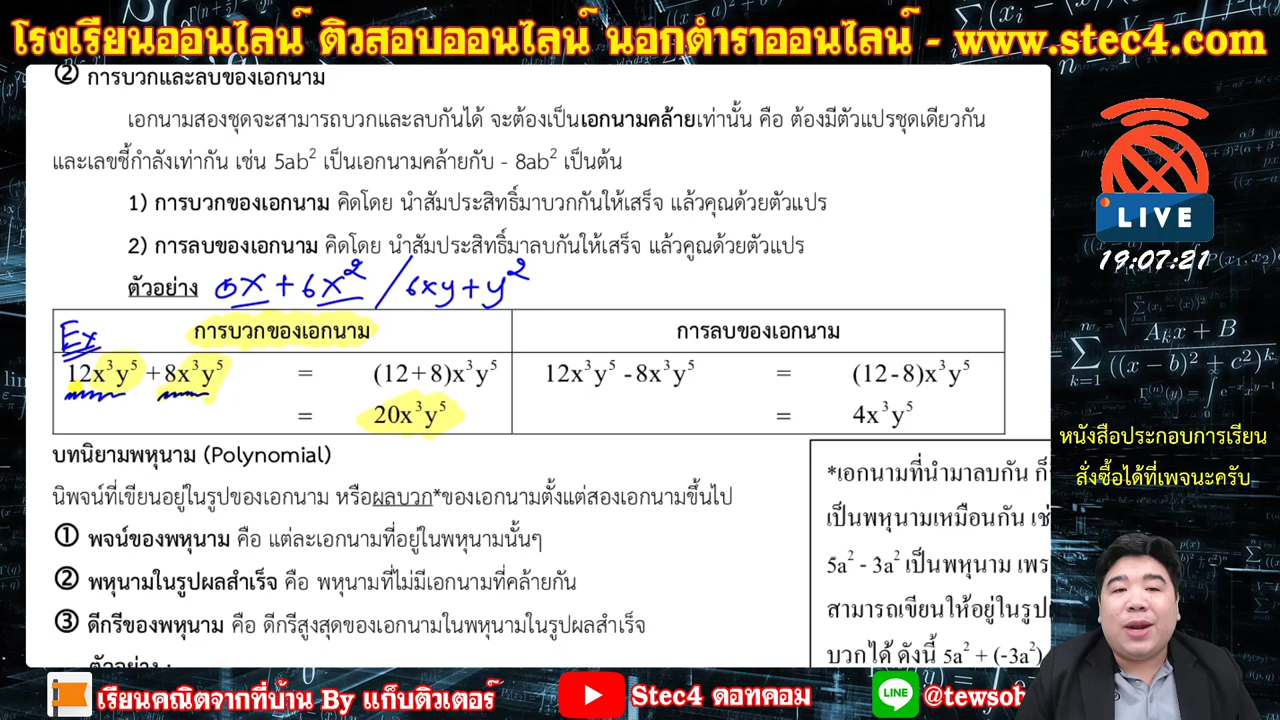 โรงเรียนออนไลน์ ติวสอบออนไลน์ นอกตำราออนไลน์ - www.stec4.com
② การบวกและลบของเอกนาม
เอกนามสองชุดจะสามารถบวกและลบกันได้ จะต้องเป็นเอกนามคล้ายเท่านั้น คือ ต้องมีตัวแปรชุดเดียวกัน
และเลขชี้กำลังเท่ากัน เช่น 5ab² เป็นเอกนามคล้ายกับ - 8ab² เป็นต้น
1) การบวกของเอกนาม คิดโดย นำสัมประสิทธิ์มาบวกกันให้เสร็จ แล้วคุณด้วยตัวแปร
2) การลบของเอกนาม คิดโดย นำสัมประสิทธิ์มาลบกันให้เสร็จ แล้วคูณด้วยตัวแปร
ตัวอย่าง x + 6x² / 6xy + y²
Ex การบวกของเอกนาม การลบของเอกนาม
12x³y⁵ + 8x³y⁵ = (12 + 8)x³y⁵ 12x³y⁵ - 8x³y⁵ = (12 - 8)x³y⁵
= 20x³y⁵ = 4x³y⁵
บทนิยามพหุนาม (Polynomial)
นิพจน์ที่เขียนอยู่ในรูปของเอกนาม หรือผลบวก*ของเอกนามตั้งแต่สองเอกนามขึ้นไป
① พจน์ของพหุนาม คือ แต่ละเอกนามที่อยู่ในพหุนามนั้นๆ
② พหุนามในรูปผลสำเร็จ คือ พหุนามที่ไม่มีเอกนามที่คล้ายกัน
③ ดีกรีของพหุนาม คือ ดีกรีสูงสุดของเอกนามในพหุนามในรูปผลสำเร็จ
ตัวอย่าง :
*เอกนามที่นำมาลบกัน ก็
เป็นพหุนามเหมือนกัน เช่
5a² - 3a² เป็นพหุนาม เพร
สามารถเขียนให้อยู่ในรูป
บวกได้ ดังนี้ 5a² + (-3a²)
LIVE
19:07:21
หนังสือประกอบการเรียน
สั่งซื้อได้ที่เพจนะครับ
เรียนคณิตจากที่บ้าน By แก็บติวเตอร์
Stec4 ดอทคอม
LINE @tewsob